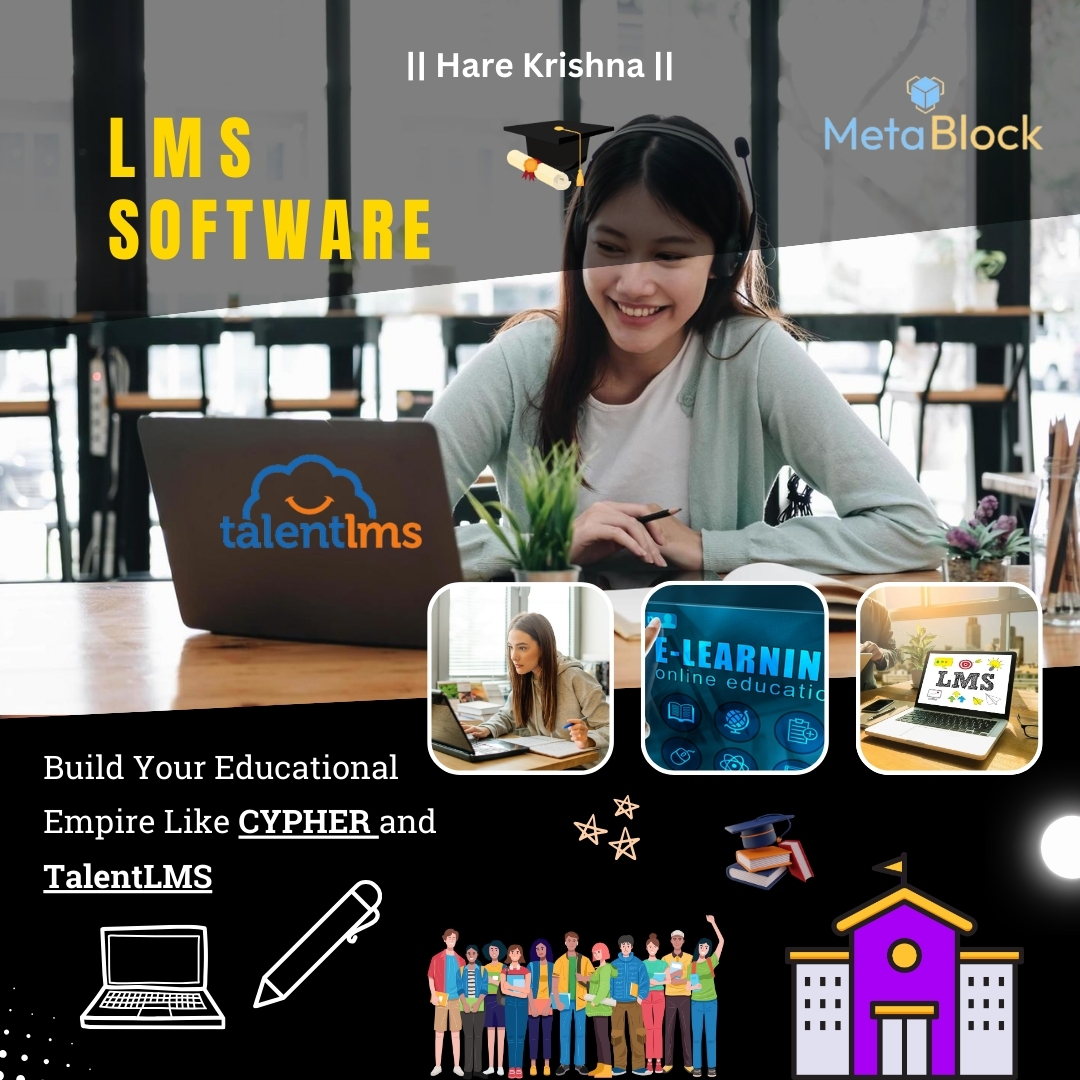 || Hare Krishna ||
LMS
SOFTWARE
MetaBlock
talentlms
E-LEARNIN
online educatio
LMS
Build Your Educational
Empire Like CYPHER and
TalentLMS